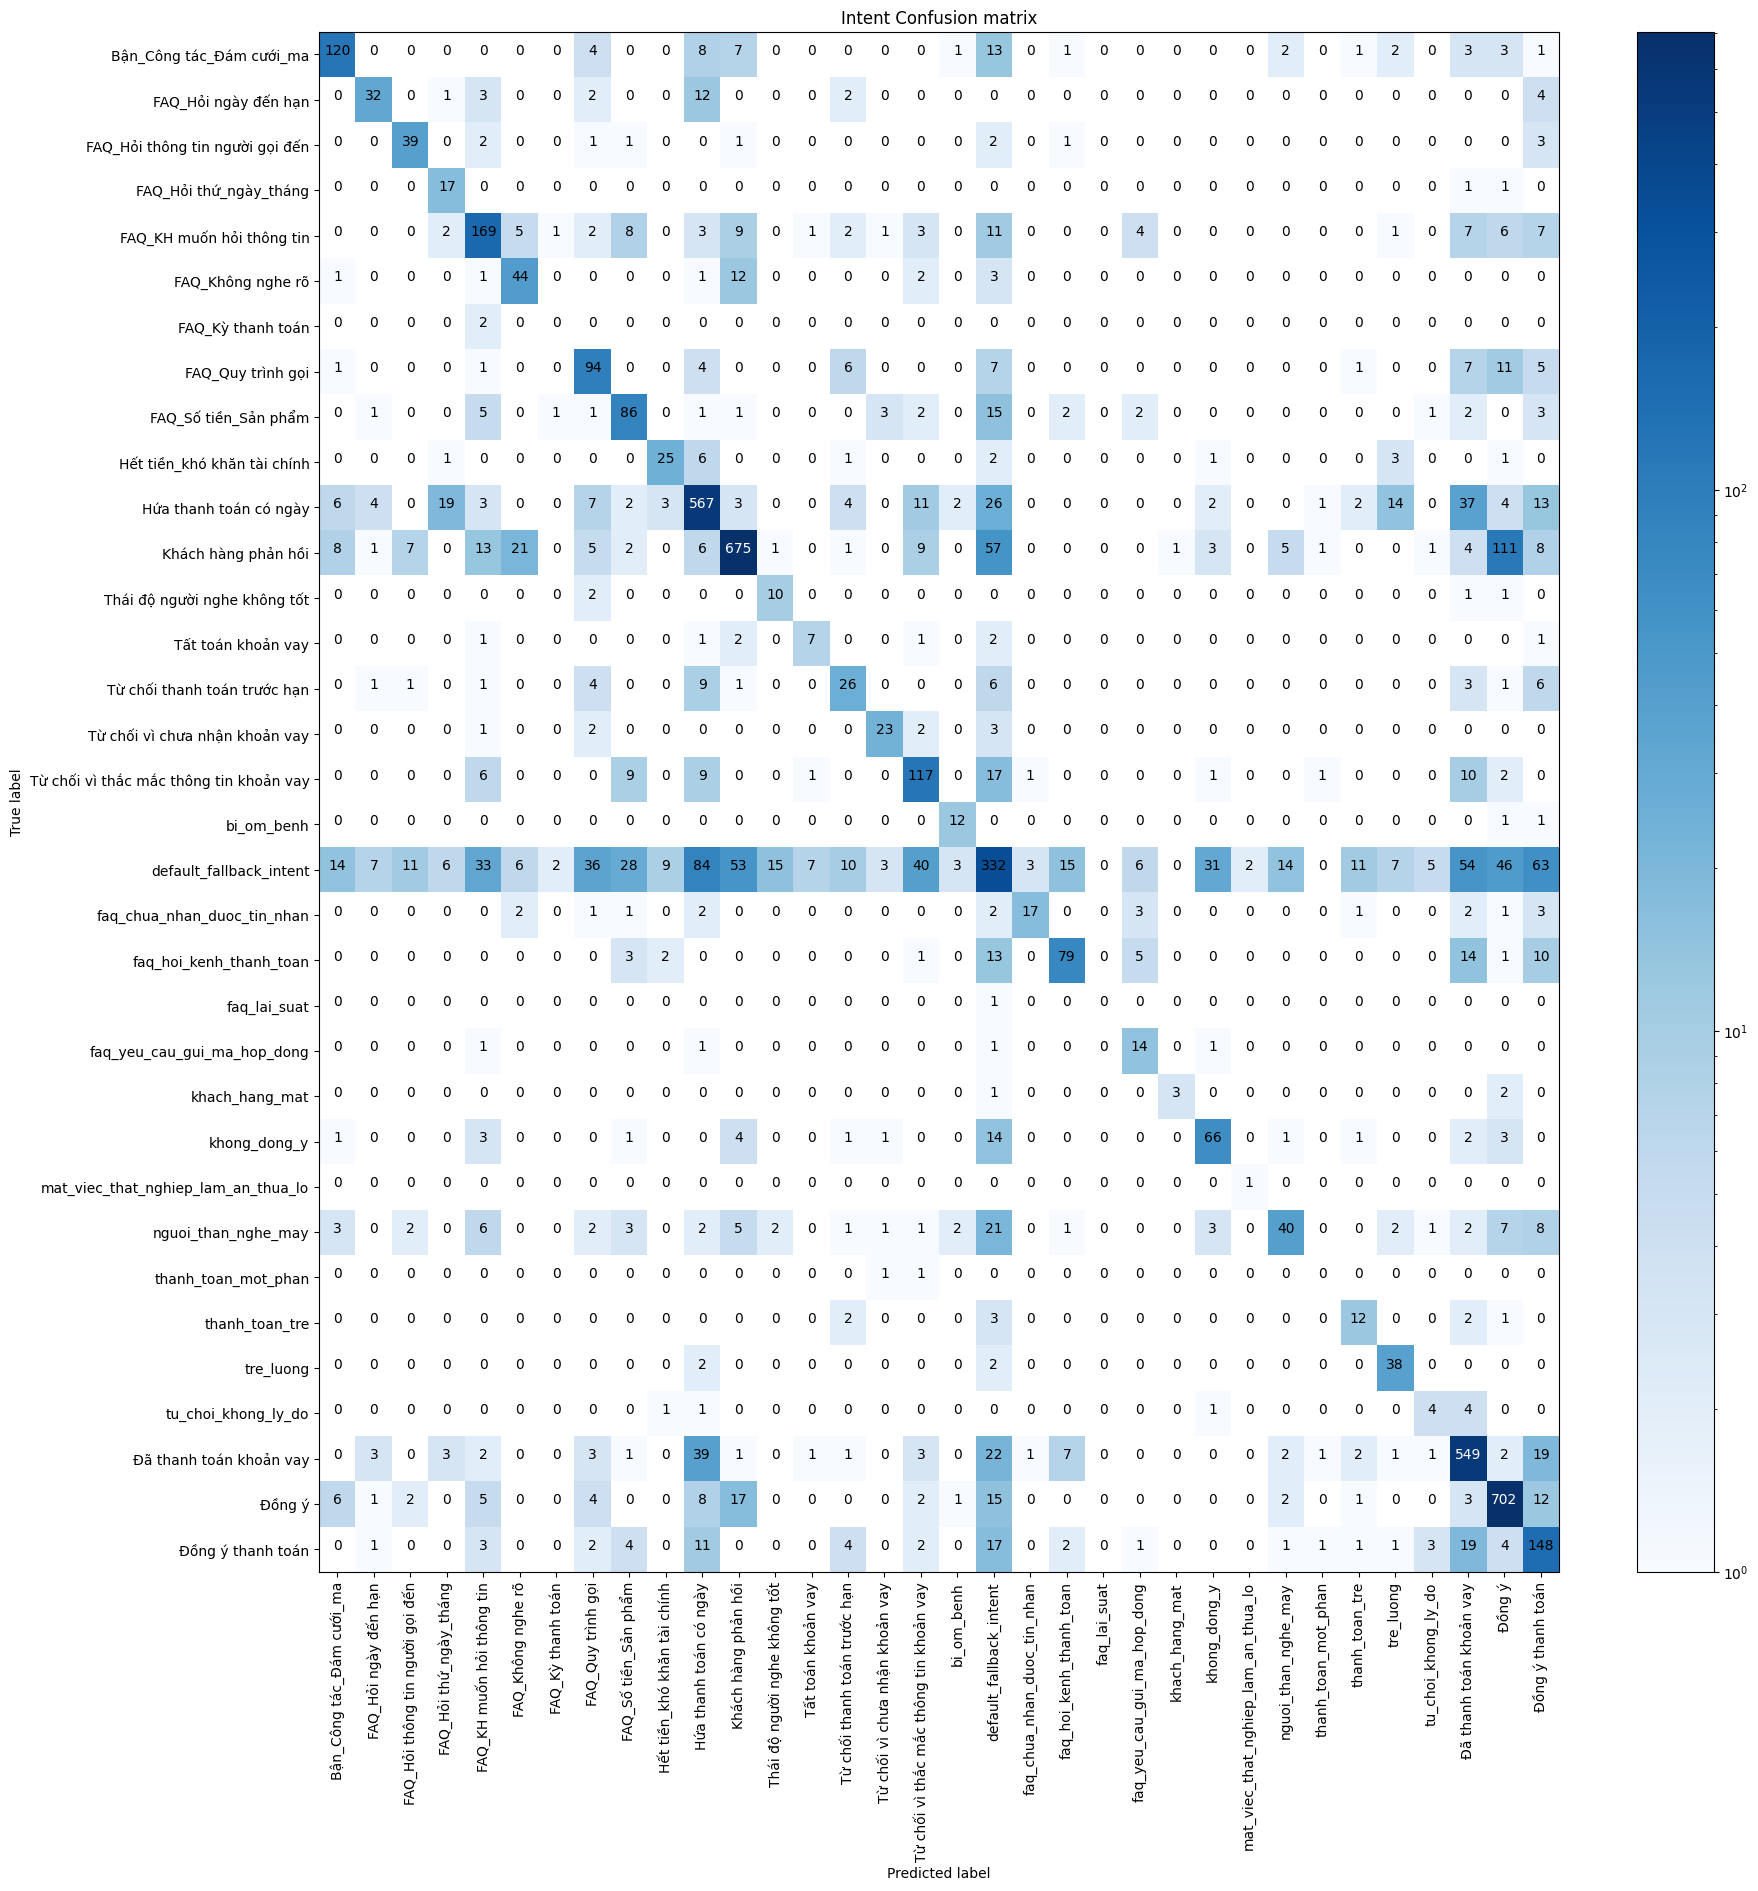 Intent Confusion matrix
Bận_Công tác_Đám cưới_ma 120 0 0 0 0 0 0 4 0 0 8 7 0 0 0 0 0 1 13 0 1 0 0 0 0 0 2 0 1 2 0 3 3 1
FAQ_Hỏi ngày đến hạn 0 32 0 1 3 0 0 2 0 0 12 0 0 0 2 0 0 0 0 0 0 0 0 0 0 0 0 0 0 0 0 0 0 4
FAQ_Hỏi thông tin người gọi đến 0 0 39 0 2 0 0 1 1 0 0 1 0 0 0 0 0 0 2 0 1 0 0 0 0 0 0 0 0 0 0 0 0 3
FAQ_Hỏi thứ_ngày_tháng 0 0 0 17 0 0 0 0 0 0 0 0 0 0 0 0 0 0 0 0 0 0 0 0 0 0 0 0 0 0 0 1 1 0
FAQ_KH muốn hỏi thông tin 0 0 0 2 169 5 1 2 8 0 3 9 0 1 2 1 3 0 11 0 0 0 4 0 0 0 0 0 0 1 0 7 6 7
FAQ_Không nghe rõ 1 0 0 0 1 44 0 0 0 0 1 12 0 0 0 0 2 0 3 0 0 0 0 0 0 0 0 0 0 0 0 0 0 0
FAQ_Kỳ thanh toán 0 0 0 0 2 0 0 0 0 0 0 0 0 0 0 0 0 0 0 0 0 0 0 0 0 0 0 0 0 0 0 0 0 0
FAQ_Quy trình gọi 1 0 0 0 1 0 0 94 0 0 4 0 0 0 6 0 0 0 7 0 0 0 0 0 0 0 0 0 1 0 0 7 11 5
FAQ_Số tiền_Sản phẩm 0 1 0 0 5 0 1 1 86 0 1 1 0 0 0 3 2 0 15 0 2 0 2 0 0 0 0 0 0 0 1 2 0 3
Hết tiền_khó khăn tài chính 0 0 0 1 0 0 0 0 0 25 6 0 0 0 1 0 0 0 2 0 0 0 0 0 1 0 0 0 0 3 0 0 1 0
Hứa thanh toán có ngày 6 4 0 19 3 0 0 7 2 3 567 3 0 0 4 0 11 2 26 0 0 0 0 0 2 0 0 1 2 14 0 37 4 13
Khách hàng phản hồi 8 1 7 0 13 21 0 5 2 0 6 675 1 0 1 0 9 0 57 0 0 0 0 1 3 0 5 1 0 0 1 4 111 8
Thái độ người nghe không tốt 0 0 0 0 0 0 0 2 0 0 0 0 10 0 0 0 0 0 0 0 0 0 0 0 0 0 0 0 0 0 0 1 1 0
Tất toán khoản vay 0 0 0 0 1 0 0 0 0 0 1 2 0 7 0 0 1 0 2 0 0 0 0 0 0 0 0 0 0 0 0 0 0 1
Từ chối thanh toán trước hạn 0 1 1 0 1 0 0 4 0 0 9 1 0 0 26 0 0 0 6 0 0 0 0 0 0 0 0 0 0 0 0 3 1 6
Từ chối vì chưa nhận khoản vay 0 0 0 0 1 0 0 2 0 0 0 0 0 0 0 23 2 0 3 0 0 0 0 0 0 0 0 0 0 0 0 0 0 0
Từ chối vì thắc mắc thông tin khoản vay 0 0 0 0 6 0 0 0 9 0 9 0 0 1 0 0 117 0 17 1 0 0 0 0 1 0 0 1 0 0 0 10 2 0
bi_om_benh 0 0 0 0 0 0 0 0 0 0 0 0 0 0 0 0 0 12 0 0 0 0 0 0 0 0 0 0 0 0 0 0 1 1
default_fallback_intent 14 7 11 6 33 6 2 36 28 9 84 53 15 7 10 3 40 3 332 3 15 0 6 0 31 2 14 0 11 7 5 54 46 63
faq_chua_nhan_duoc_tin_nhan 0 0 0 0 0 2 0 1 1 0 2 0 0 0 0 0 0 0 2 17 0 0 3 0 0 0 0 0 1 0 0 2 1 3
faq_hoi_kenh_thanh_toan 0 0 0 0 0 0 0 0 3 2 0 0 0 0 0 0 1 0 13 0 79 0 5 0 0 0 0 0 0 0 0 14 1 10
faq_lai_suat 0 0 0 0 0 0 0 0 0 0 0 0 0 0 0 0 0 0 1 0 0 0 0 0 0 0 0 0 0 0 0 0 0 0
faq_yeu_cau_gui_ma_hop_dong 0 0 0 0 1 0 0 0 0 0 1 0 0 0 0 0 0 0 1 0 0 0 14 0 1 0 0 0 0 0 0 0 0 0
khach_hang_mat 0 0 0 0 0 0 0 0 0 0 0 0 0 0 0 0 0 0 1 0 0 0 0 3 0 0 0 0 0 0 0 0 2 0
khong_dong_y 1 0 0 0 3 0 0 0 1 0 0 4 0 0 1 1 0 0 14 0 0 0 0 0 66 0 1 0 1 0 0 2 3 0
mat_viec_that_nghiep_lam_an_thua_lo 0 0 0 0 0 0 0 0 0 0 0 0 0 0 0 0 0 0 0 0 0 0 0 0 0 1 0 0 0 0 0 0 0 0
nguoi_than_nghe_may 3 0 2 0 6 0 0 2 3 0 2 5 2 0 1 1 1 2 21 0 1 0 0 0 3 0 40 0 0 2 1 2 7 8
thanh_toan_mot_phan 0 0 0 0 0 0 0 0 0 0 0 0 0 0 0 1 1 0 0 0 0 0 0 0 0 0 0 0 0 0 0 0 0 0
thanh_toan_tre 0 0 0 0 0 0 0 0 0 0 0 0 0 0 2 0 0 0 3 0 0 0 0 0 0 0 0 0 12 0 0 2 1 0
tre_luong 0 0 0 0 0 0 0 0 0 0 2 0 0 0 0 0 0 0 2 0 0 0 0 0 0 0 0 0 0 38 0 0 0 0
tu_choi_khong_ly_do 0 0 0 0 0 0 0 0 0 1 1 0 0 0 0 0 0 0 0 0 0 0 0 0 1 0 0 0 0 0 4 4 0 0
Đã thanh toán khoản vay 0 3 0 3 2 0 0 3 1 0 39 1 0 1 1 0 3 0 22 1 7 0 0 0 0 0 2 1 2 1 1 549 2 19
Đồng ý 6 1 2 0 5 0 0 4 0 0 8 17 0 0 0 0 2 1 15 0 0 0 0 0 0 0 2 0 1 0 0 3 702 12
Đồng ý thanh toán 0 1 0 0 3 0 0 2 4 0 11 0 0 0 4 0 2 0 17 0 2 0 1 0 0 0 1 1 1 1 3 19 4 148
True label
Bận_Công tác_Đám cưới_ma
FAQ_Hỏi ngày đến hạn
FAQ_Hỏi thông tin người gọi đến
FAQ_Hỏi thứ_ngày_tháng
FAQ_KH muốn hỏi thông tin
FAQ_Không nghe rõ
FAQ_Kỳ thanh toán
FAQ_Quy trình gọi
FAQ_Số tiền_Sản phẩm
Hết tiền_khó khăn tài chính
Hứa thanh toán có ngày
Khách hàng phản hồi
Thái độ người nghe không tốt
Tất toán khoản vay
Từ chối thanh toán trước hạn
Từ chối vì chưa nhận khoản vay
Từ chối vì thắc mắc thông tin khoản vay
bi_om_benh
default_fallback_intent
faq_chua_nhan_duoc_tin_nhan
faq_hoi_kenh_thanh_toan
faq_lai_suat
faq_yeu_cau_gui_ma_hop_dong
khach_hang_mat
khong_dong_y
mat_viec_that_nghiep_lam_an_thua_lo
nguoi_than_nghe_may
thanh_toan_mot_phan
thanh_toan_tre
tre_luong
tu_choi_khong_ly_do
Đã thanh toán khoản vay
Đồng ý
Đồng ý thanh toán
Predicted label
10²
10¹
10⁰